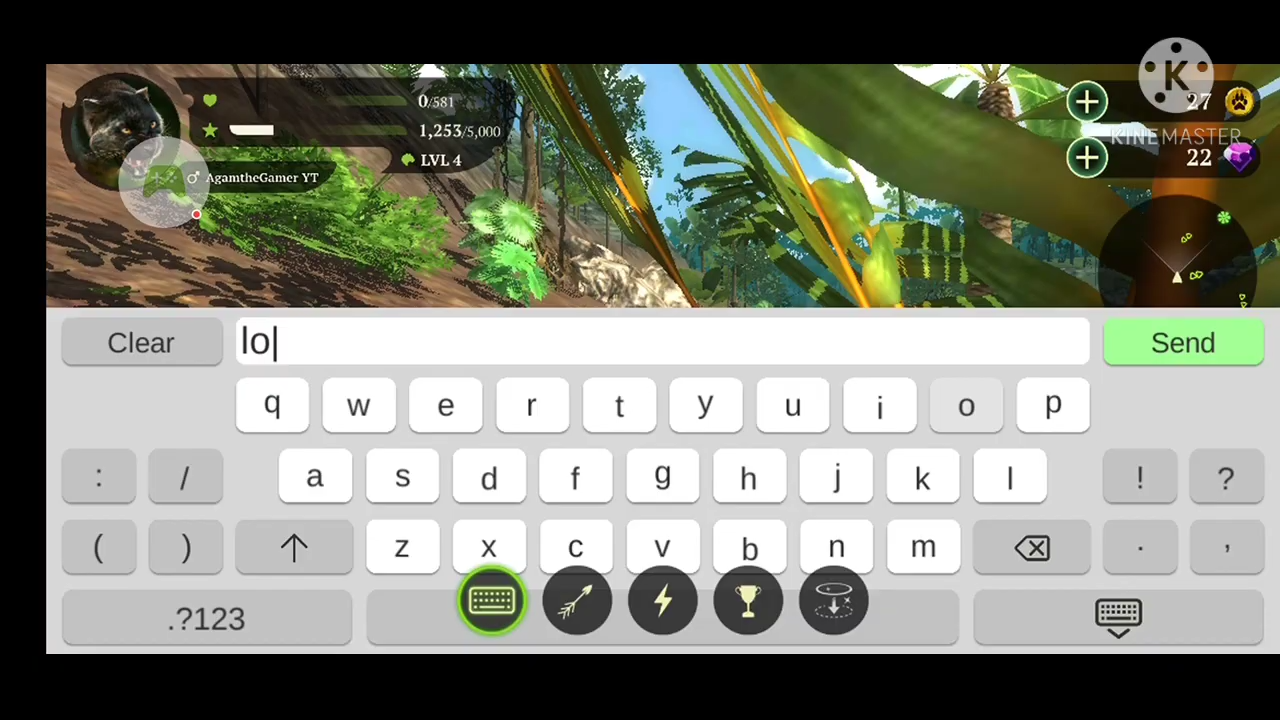 0/581
1,253/5,000
LVL 4
AgamtheGamer YT
K
27
KINEMASTER
22
Clear
lo
Send
q w e r t y u i o p
: / a s d f g h j k l ! ?
( ) z x c v b n m . ,
.?123